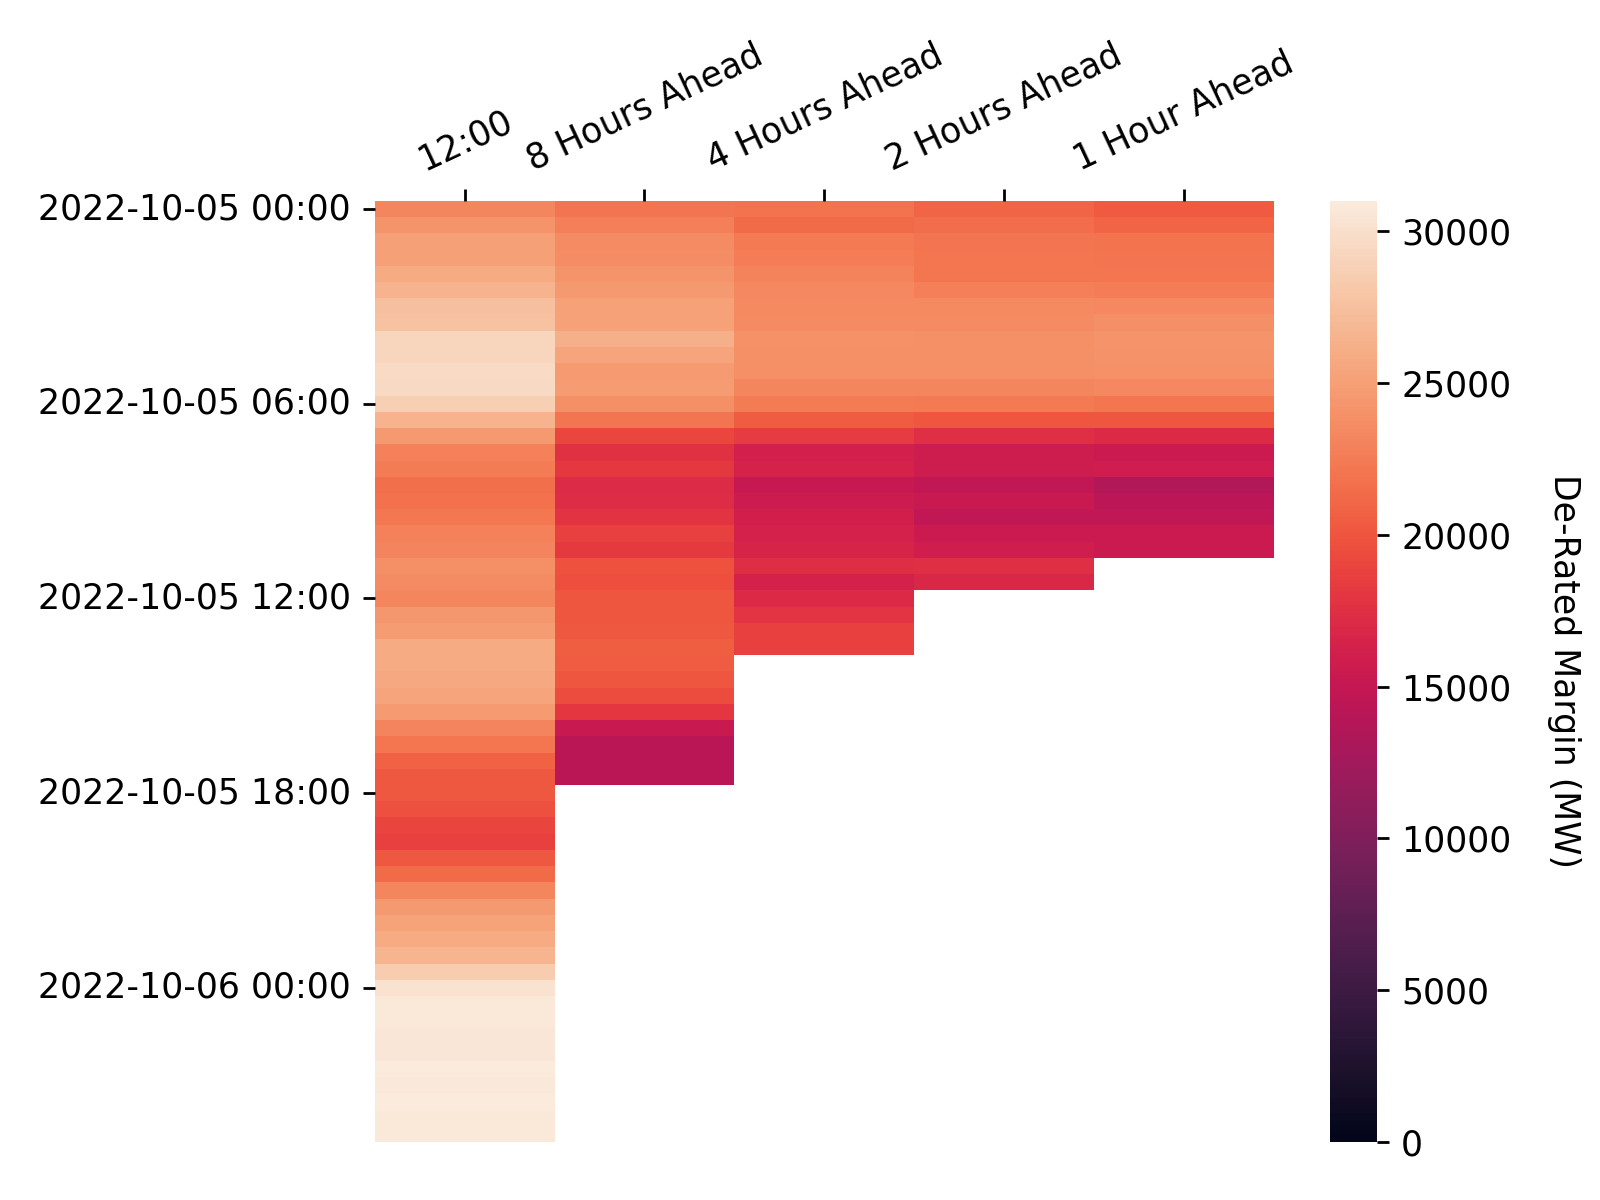 12:00
8 Hours Ahead
4 Hours Ahead
2 Hours Ahead
1 Hour Ahead
2022-10-05 00:00
2022-10-05 06:00
2022-10-05 12:00
2022-10-05 18:00
2022-10-06 00:00
30000
25000
20000
15000
10000
5000
0
De-Rated Margin (MW)